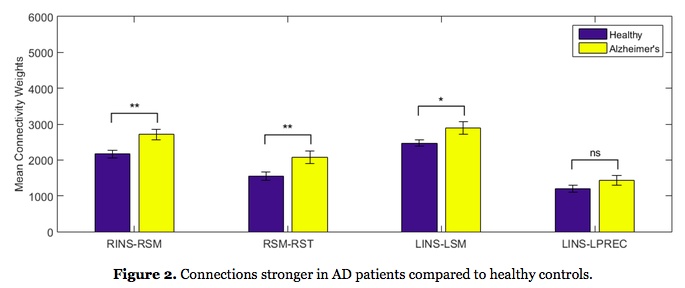 6000
5000
4000
3000
2000
1000
0
Mean Connectivity Weights
Healthy
Alzheimer's
**
**
*
ns
RINS-RSM
RSM-RST
LINS-LSM
LINS-LPREC
Figure 2. Connections stronger in AD patients compared to healthy controls.